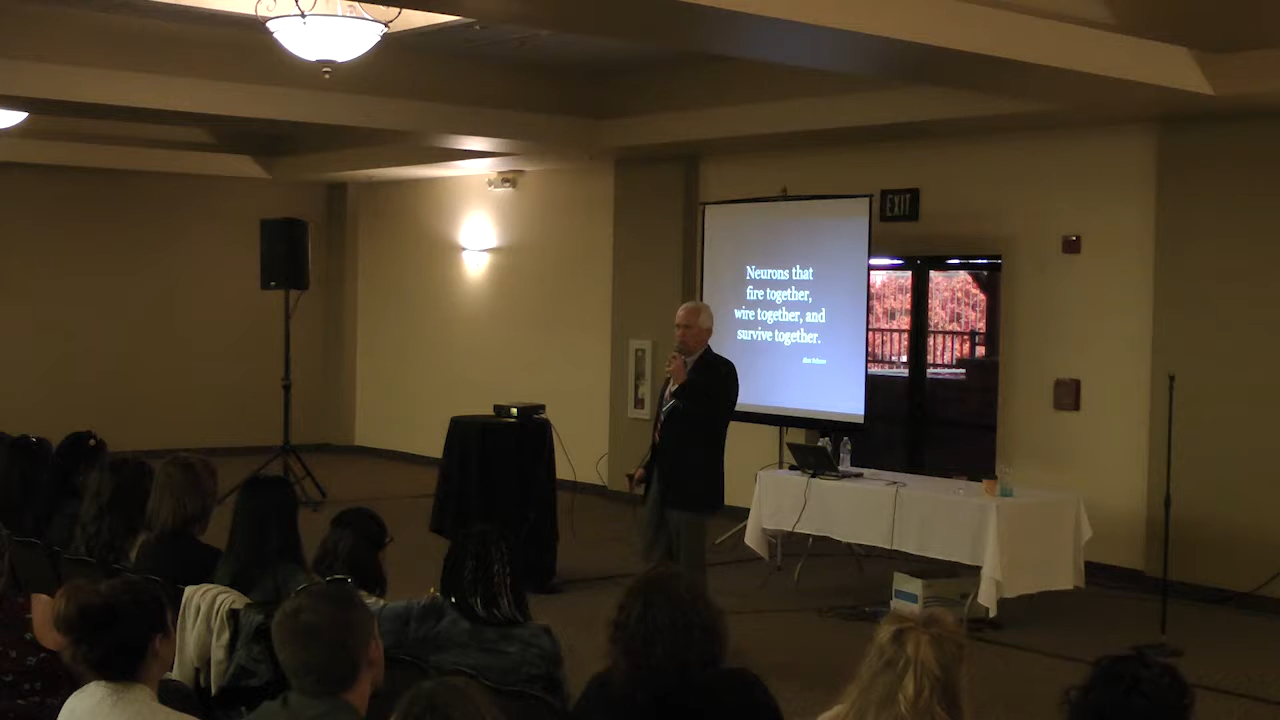 EXIT
Neurons that
fire together,
wire together, and
survive together.